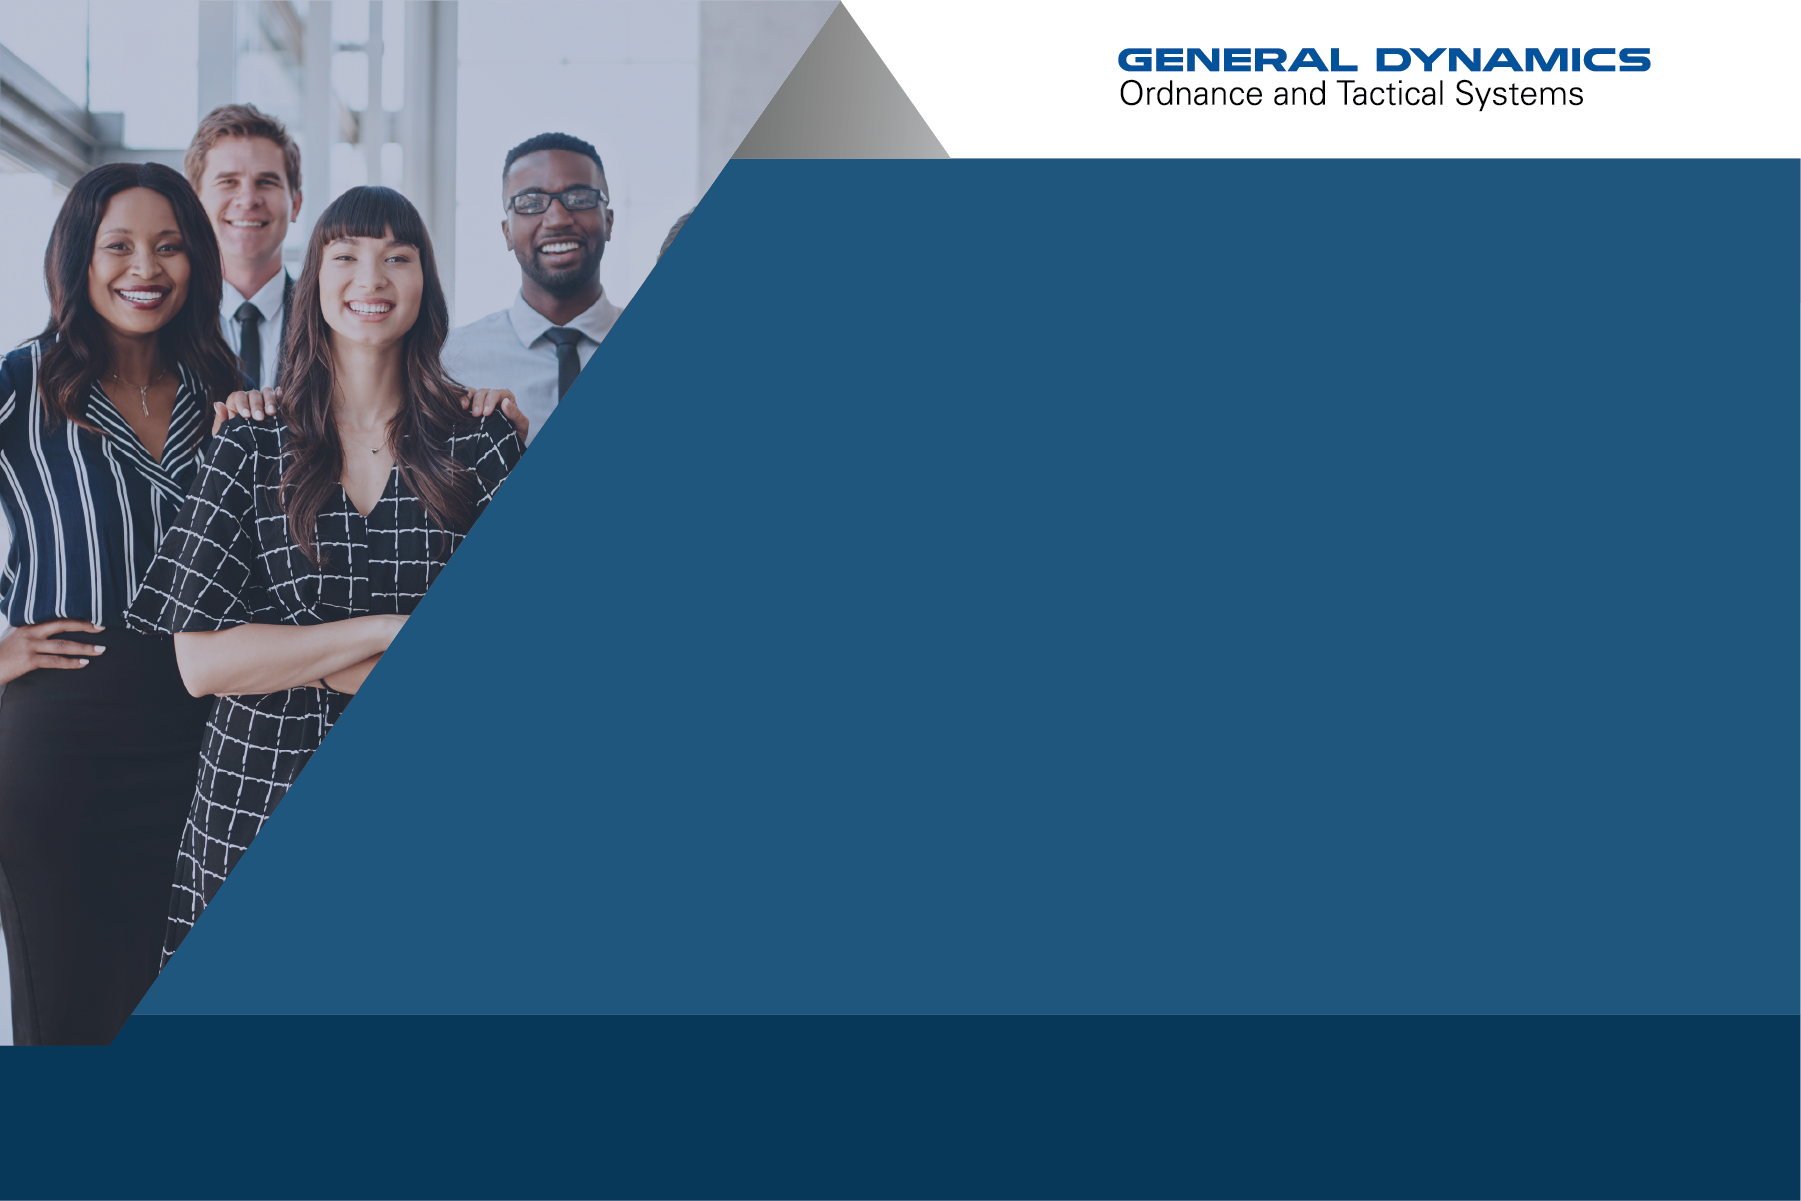 GENERAL DYNAMICS
Ordnance and Tactical Systems